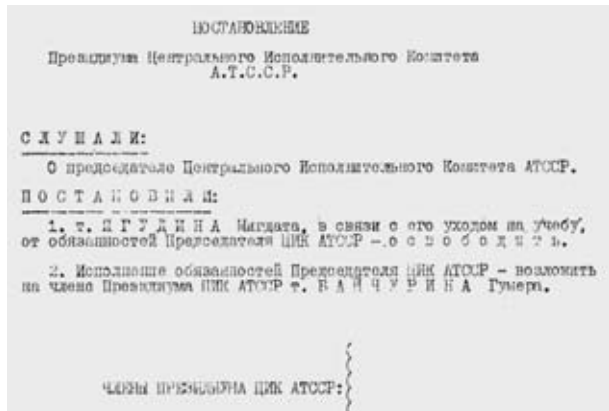 ПОСТАНОВЛЕНИЕ
Президиума Центрального Исполнительного Комитета
А.Т.С.С.Р.
С Л У Ш А Л И:
О председателе Центрального Исполнительного Комитета АТССР.
П О С Т А Н О В И Л И:
1. т. Я Г У Д И Н А Мигдата, в связи с его уходом на учебу,
от обязанностей Председателя ЦИК АТССР – о с в о б о д и т ь.
2. Исполнение обязанностей Председателя ЦИК АТССР – возложить
на члена Президиума ЦИК АТССР т. Б А Й Ч У Р И Н А Гумера.
ЧЛЕНЫ ПРЕЗИДИУМА ЦИК АТССР: